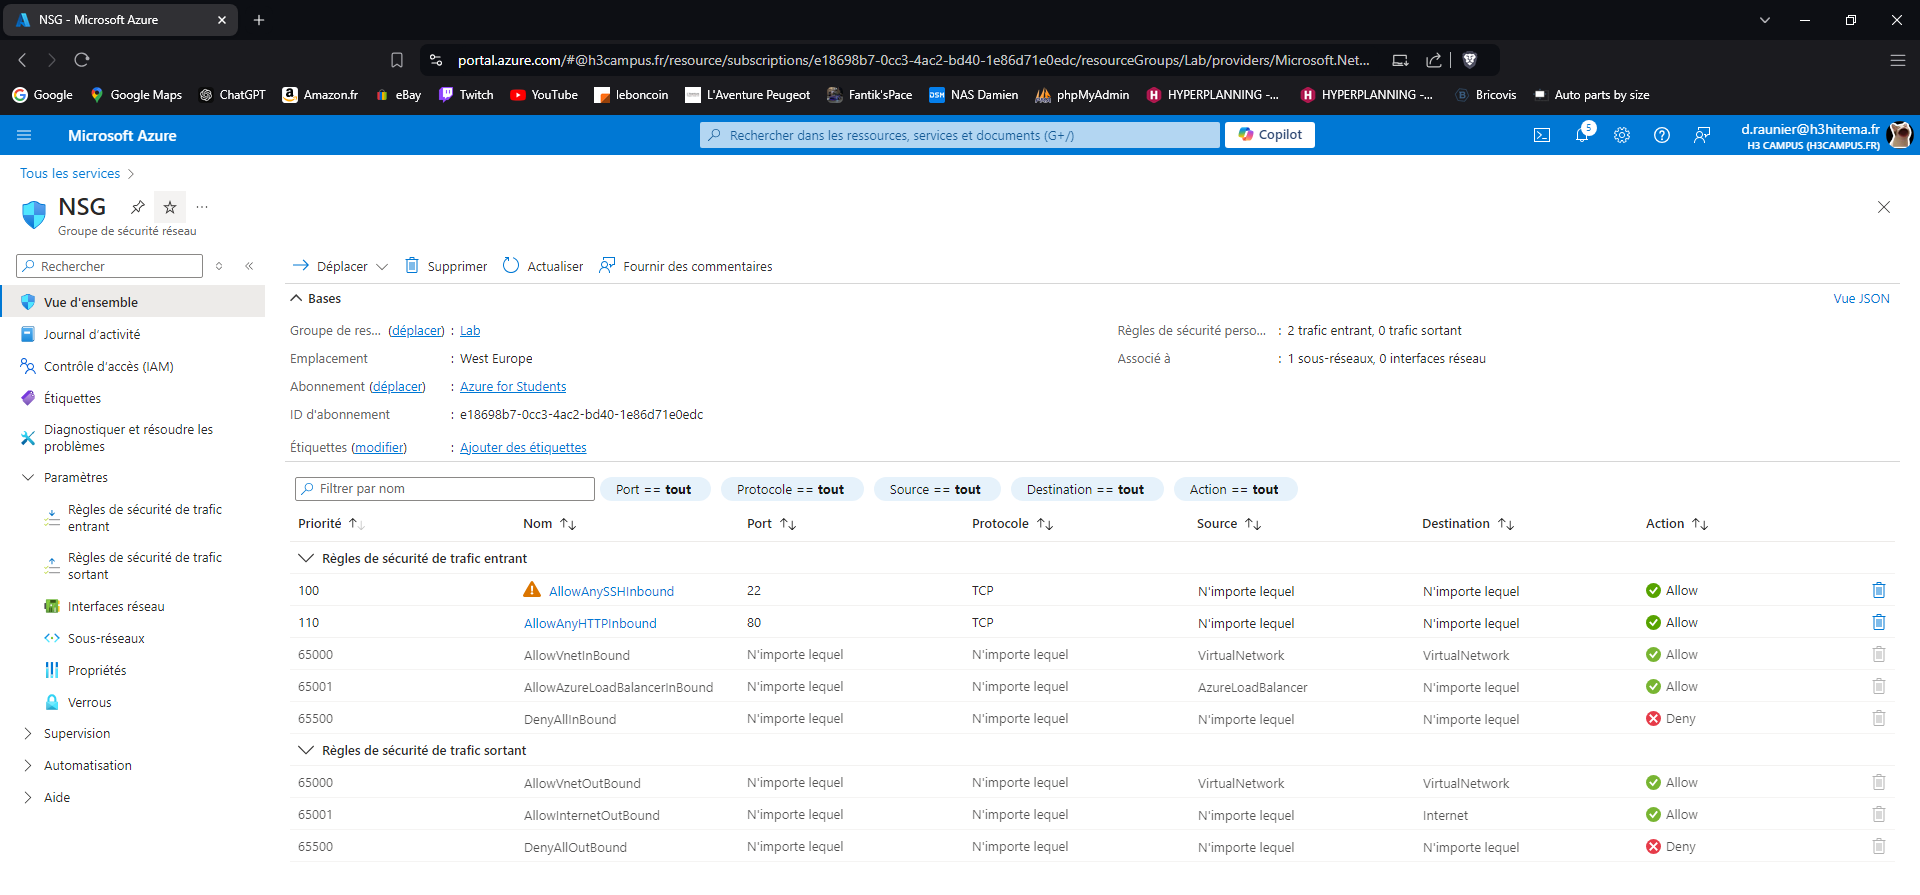 NSG - Microsoft Azure
portal.azure.com/#@h3campus.fr/resource/subscriptions/e18698b7-0cc3-4ac2-bd40-1e86d71e0edc/resourceGroups/Lab/providers/Microsoft.Net...
Google Google Maps ChatGPT Amazon.fr eBay Twitch YouTube leboncoin L'Aventure Peugeot Fantik'sPace NAS Damien phpMyAdmin HYPERPLANNING -... HYPERPLANNING -... Bricovis Auto parts by size
Microsoft Azure
Rechercher dans les ressources, services et documents (G+/)
Copilot
5
d.raunier@h3hitema.fr
H3 CAMPUS (H3CAMPUS.FR)
Tous les services
NSG
Groupe de sécurité réseau
Rechercher
Vue d'ensemble
Journal d'activité
Contrôle d'accès (IAM)
Étiquettes
Diagnostiquer et résoudre les
problèmes
Paramètres
Règles de sécurité de trafic
entrant
Règles de sécurité de trafic
sortant
Interfaces réseau
Sous-réseaux
Propriétés
Verrous
Supervision
Automatisation
Aide
Déplacer Supprimer Actualiser Fournir des commentaires
Bases Vue JSON
Groupe de res... (déplacer) : Lab
Emplacement : West Europe
Abonnement (déplacer) : Azure for Students
ID d'abonnement : e18698b7-0cc3-4ac2-bd40-1e86d71e0edc
Étiquettes (modifier) : Ajouter des étiquettes
Règles de sécurité perso... : 2 trafic entrant, 0 trafic sortant
Associé à : 1 sous-réseaux, 0 interfaces réseau
Filtrer par nom Port == tout Protocole == tout Source == tout Destination == tout Action == tout
Priorité Nom Port Protocole Source Destination Action
Règles de sécurité de trafic entrant
100 AllowAnySSHInbound 22 TCP N'importe lequel N'importe lequel Allow
110 AllowAnyHTTPInbound 80 TCP N'importe lequel N'importe lequel Allow
65000 AllowVnetInBound N'importe lequel N'importe lequel VirtualNetwork VirtualNetwork Allow
65001 AllowAzureLoadBalancerInBound N'importe lequel N'importe lequel AzureLoadBalancer N'importe lequel Allow
65500 DenyAllInBound N'importe lequel N'importe lequel N'importe lequel N'importe lequel Deny
Règles de sécurité de trafic sortant
65000 AllowVnetOutBound N'importe lequel N'importe lequel VirtualNetwork VirtualNetwork Allow
65001 AllowInternetOutBound N'importe lequel N'importe lequel N'importe lequel Internet Allow
65500 DenyAllOutBound N'importe lequel N'importe lequel N'importe lequel N'importe lequel Deny